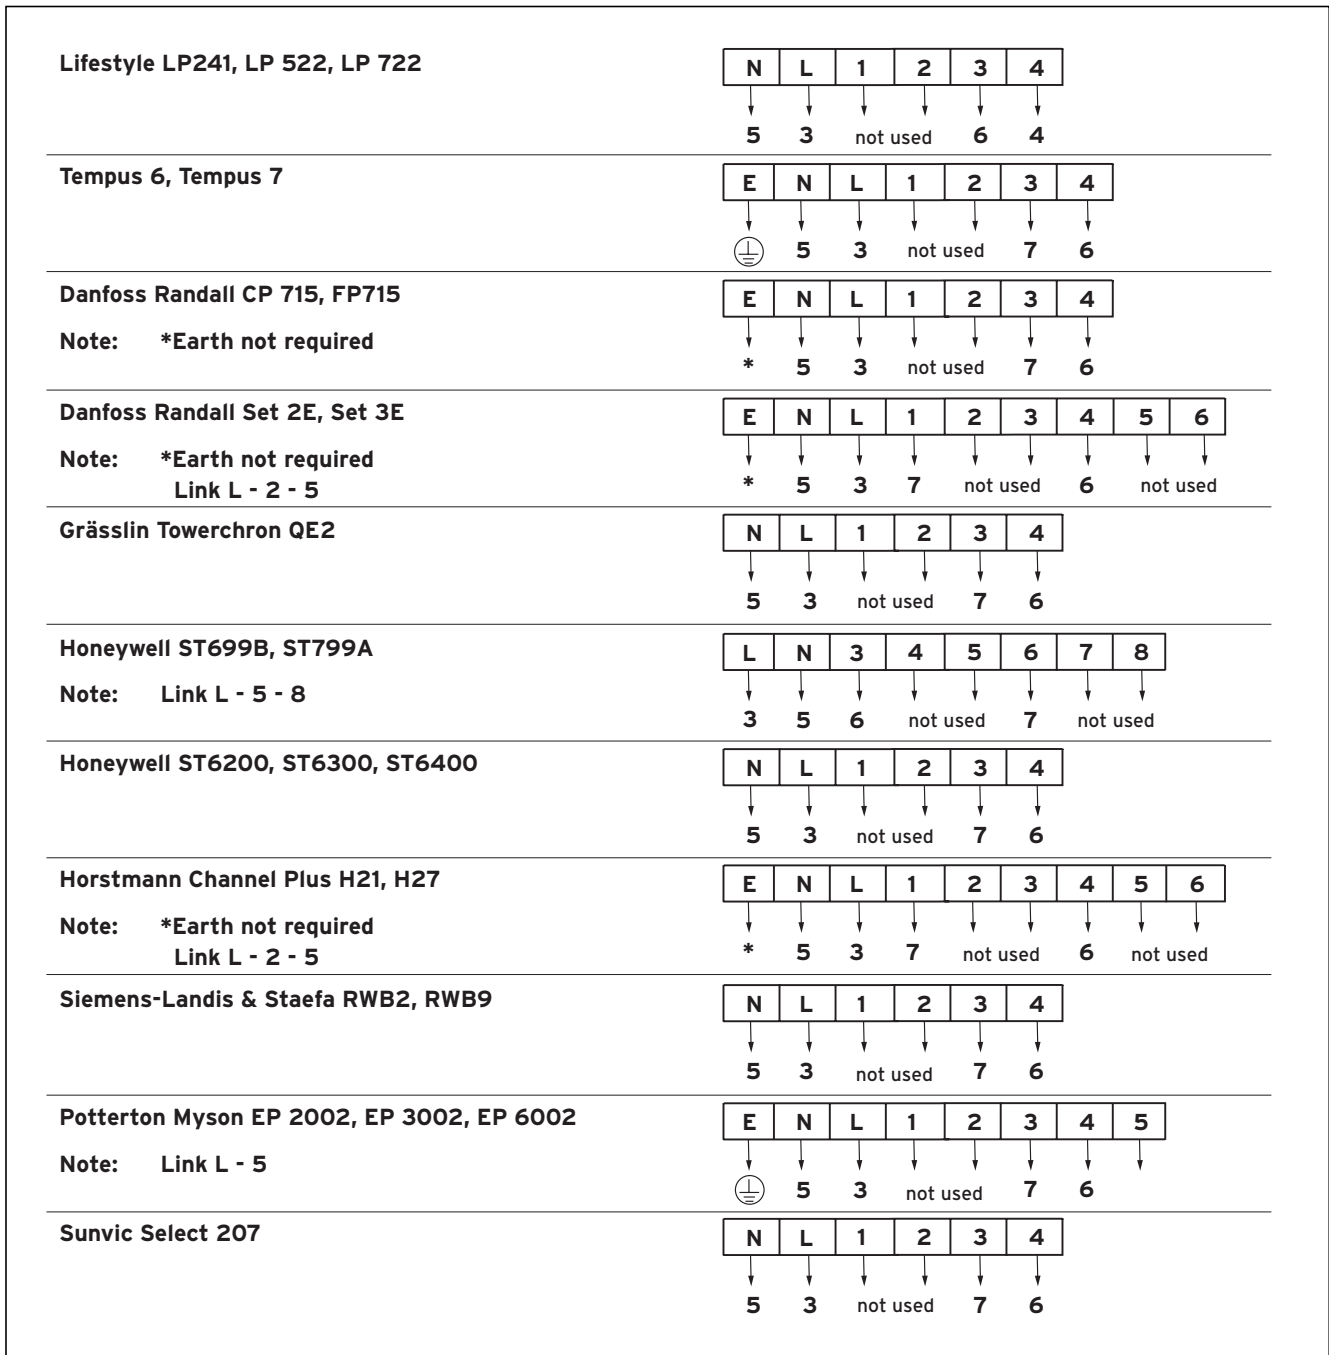 Lifestyle LP241, LP 522, LP 722
N L 1 2 3 4
5 3 not used 6 4
Tempus 6, Tempus 7
E N L 1 2 3 4
5 3 not used 7 6
Danfoss Randall CP 715, FP715
E N L 1 2 3 4
Note: *Earth not required
* 5 3 not used 7 6
Danfoss Randall Set 2E, Set 3E
E N L 1 2 3 4 5 6
Note: *Earth not required
Link L - 2 - 5
* 5 3 7 not used 6 not used
Grässlin Towerchron QE2
N L 1 2 3 4
5 3 not used 7 6
Honeywell ST699B, ST799A
L N 3 4 5 6 7 8
Note: Link L - 5 - 8
3 5 6 not used 7 not used
Honeywell ST6200, ST6300, ST6400
N L 1 2 3 4
5 3 not used 7 6
Horstmann Channel Plus H21, H27
E N L 1 2 3 4 5 6
Note: *Earth not required
Link L - 2 - 5
* 5 3 7 not used 6 not used
Siemens-Landis & Staefa RWB2, RWB9
N L 1 2 3 4
5 3 not used 7 6
Potterton Myson EP 2002, EP 3002, EP 6002
E N L 1 2 3 4 5
Note: Link L - 5
5 3 not used 7 6
Sunvic Select 207
N L 1 2 3 4
5 3 not used 7 6